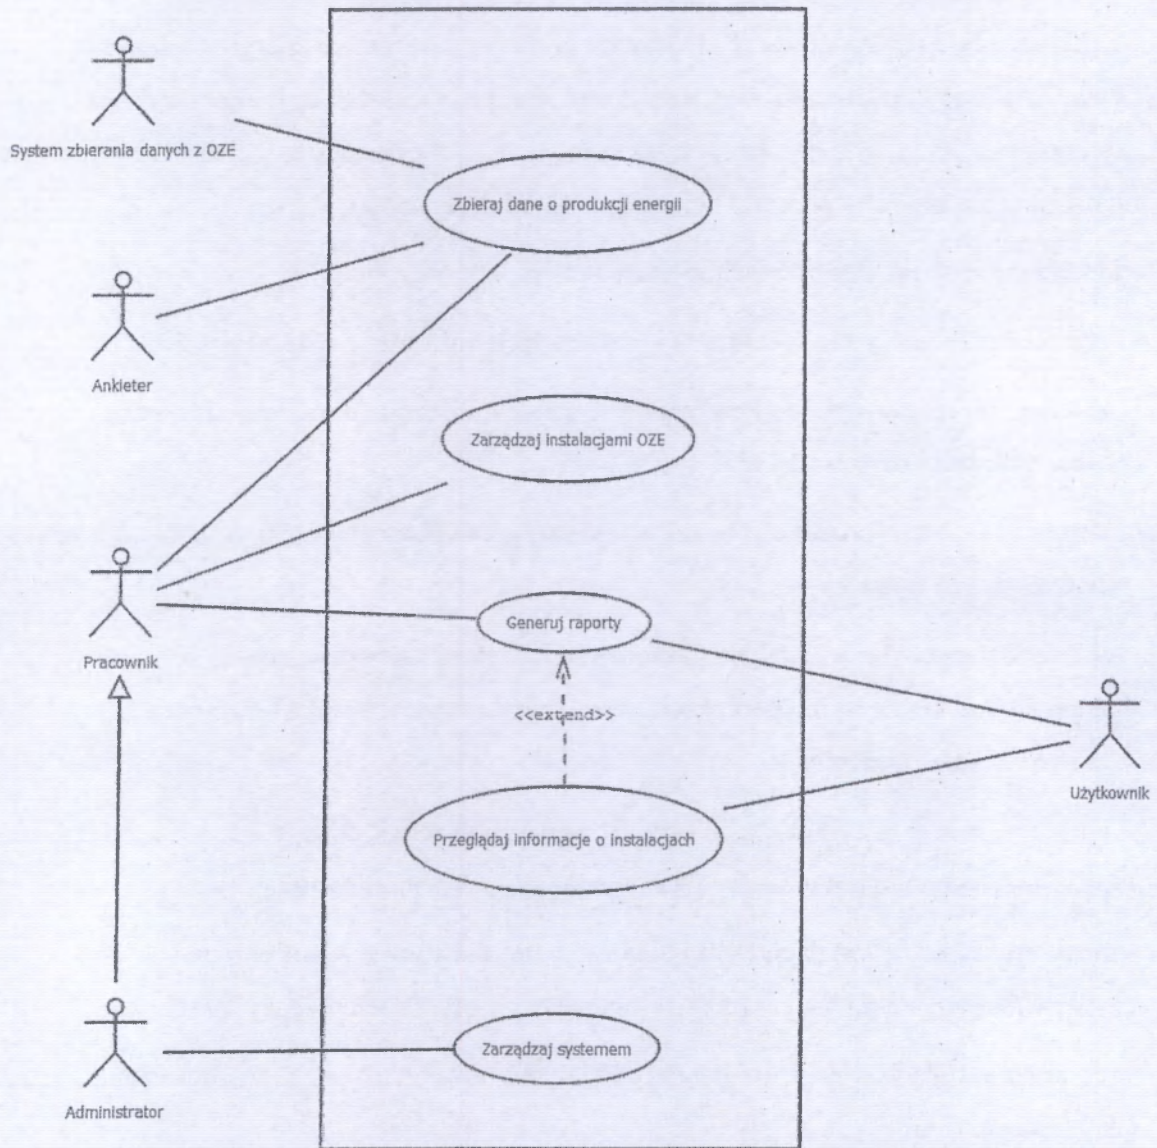 System zbierania danych z OZE
Zbieraj dane o produkcji energii
Ankieter
Zarządzaj instalacjami OZE
Generuj raporty
Pracownik
<<extend>>
Użytkownik
Przeglądaj informacje o instalacjach
Zarządzaj systemem
Administrator